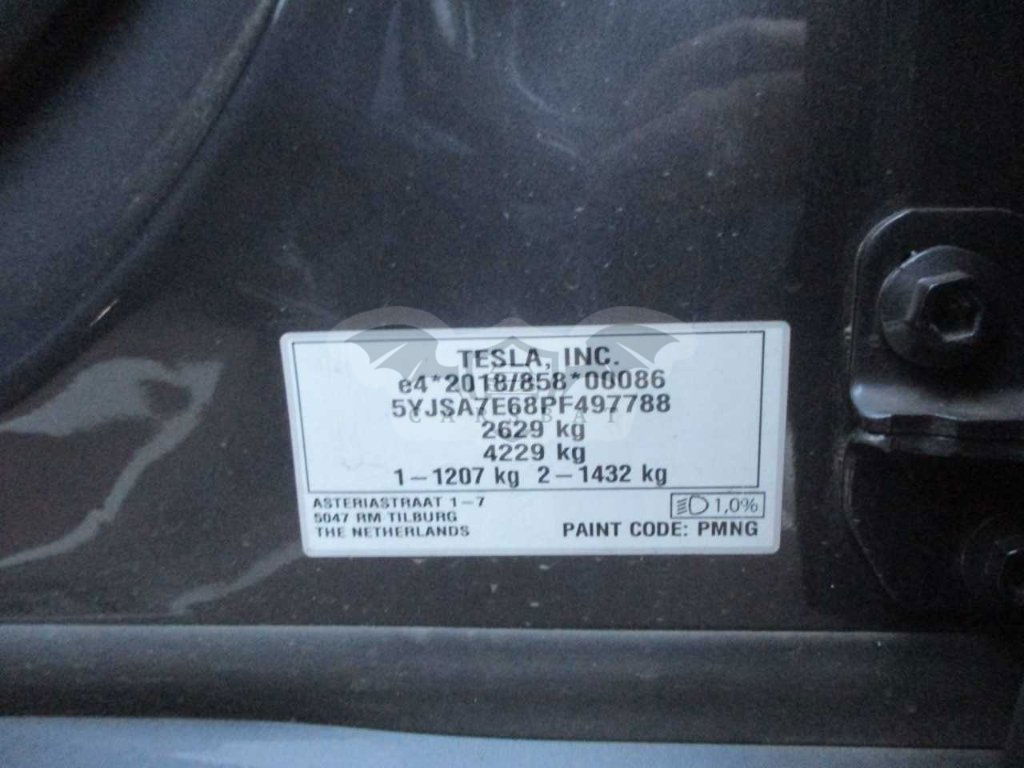 TESLA, INC.
e4*2018/858*00086
5YJSA7E68PF497788
2629 kg
4229 kg
1-1207 kg 2-1432 kg
ASTERIASTRAAT 1-7
5047 RM TILBURG
THE NETHERLANDS
1,0%
PAINT CODE: PMNG